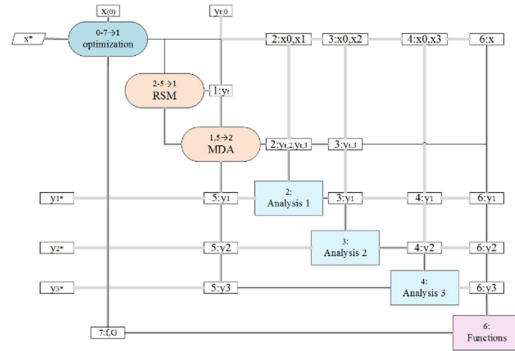 X(0) yt,0
x* 0-7→1 2:x0,x1 3:x0,x2 4:x0,x3 6:x
optimization
2-5→1 1:yt
RSM
1,5→2 2:yt,2,yt,3 3:yt,3
MDA
y1* 5:y1 2: 3:y1 4:y1 6:y1
Analysis 1
y2* 5:y2 3: 4:y2 6:y2
Analysis 2
y3* 5:y3 4: 6:y3
Analysis 3
7:f,G 6:
Functions